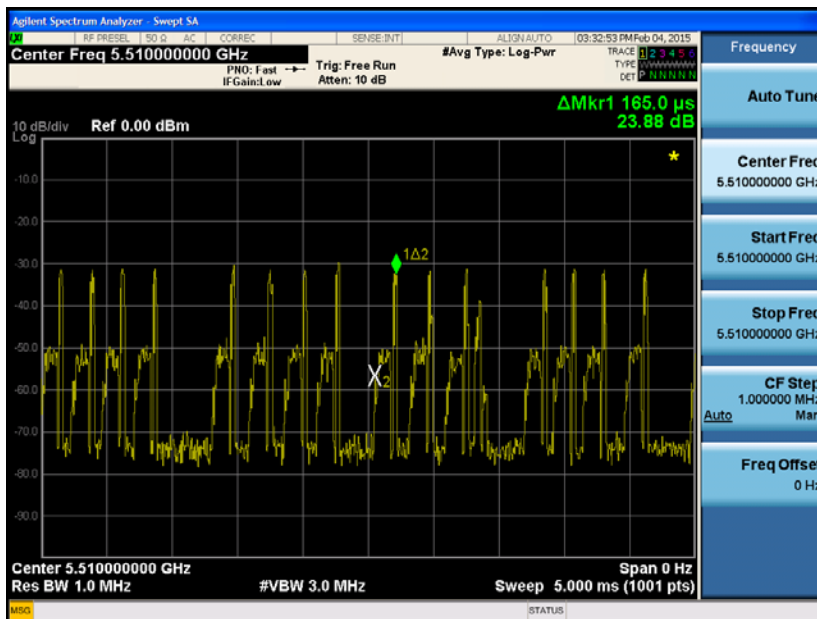 Agilent Spectrum Analyzer - Swept SA
RF PRESEL 50 Ω AC CORREC SENSE:INT ALIGN AUTO 03:32:53 PM Feb 04, 2015
Center Freq 5.510000000 GHz
PNO: Fast
IFGain:Low
Trig: Free Run
Atten: 10 dB
#Avg Type: Log-Pwr
TRACE 1 2 3 4 5 6
TYPE
DET P N N N N N
ΔMkr1 165.0 µs
23.88 dB
10 dB/div Ref 0.00 dBm
Log
-10.0
-20.0
-30.0
-40.0
-50.0
-60.0
-70.0
-80.0
-90.0
1Δ2
X2
*
Center 5.510000000 GHz
Span 0 Hz
Res BW 1.0 MHz
#VBW 3.0 MHz
Sweep 5.000 ms (1001 pts)
MSG
STATUS
Frequency
Auto Tune
Center Freq
5.510000000 GHz
Start Freq
5.510000000 GHz
Stop Freq
5.510000000 GHz
CF Step
1.000000 MHz
Auto Man
Freq Offset
0 Hz